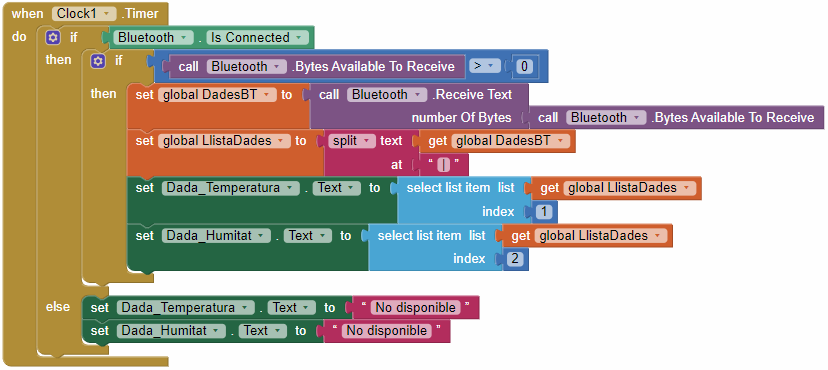 when Clock1 .Timer
do if Bluetooth . Is Connected
then if call Bluetooth .Bytes Available To Receive > 0
then set global DadesBT to call Bluetooth .Receive Text
number Of Bytes call Bluetooth .Bytes Available To Receive
set global LlistaDades to split text get global DadesBT
at “ | ”
set Dada_Temperatura . Text to select list item list get global LlistaDades
index 1
set Dada_Humitat . Text to select list item list get global LlistaDades
index 2
else set Dada_Temperatura . Text to “ No disponible ”
set Dada_Humitat . Text to “ No disponible ”